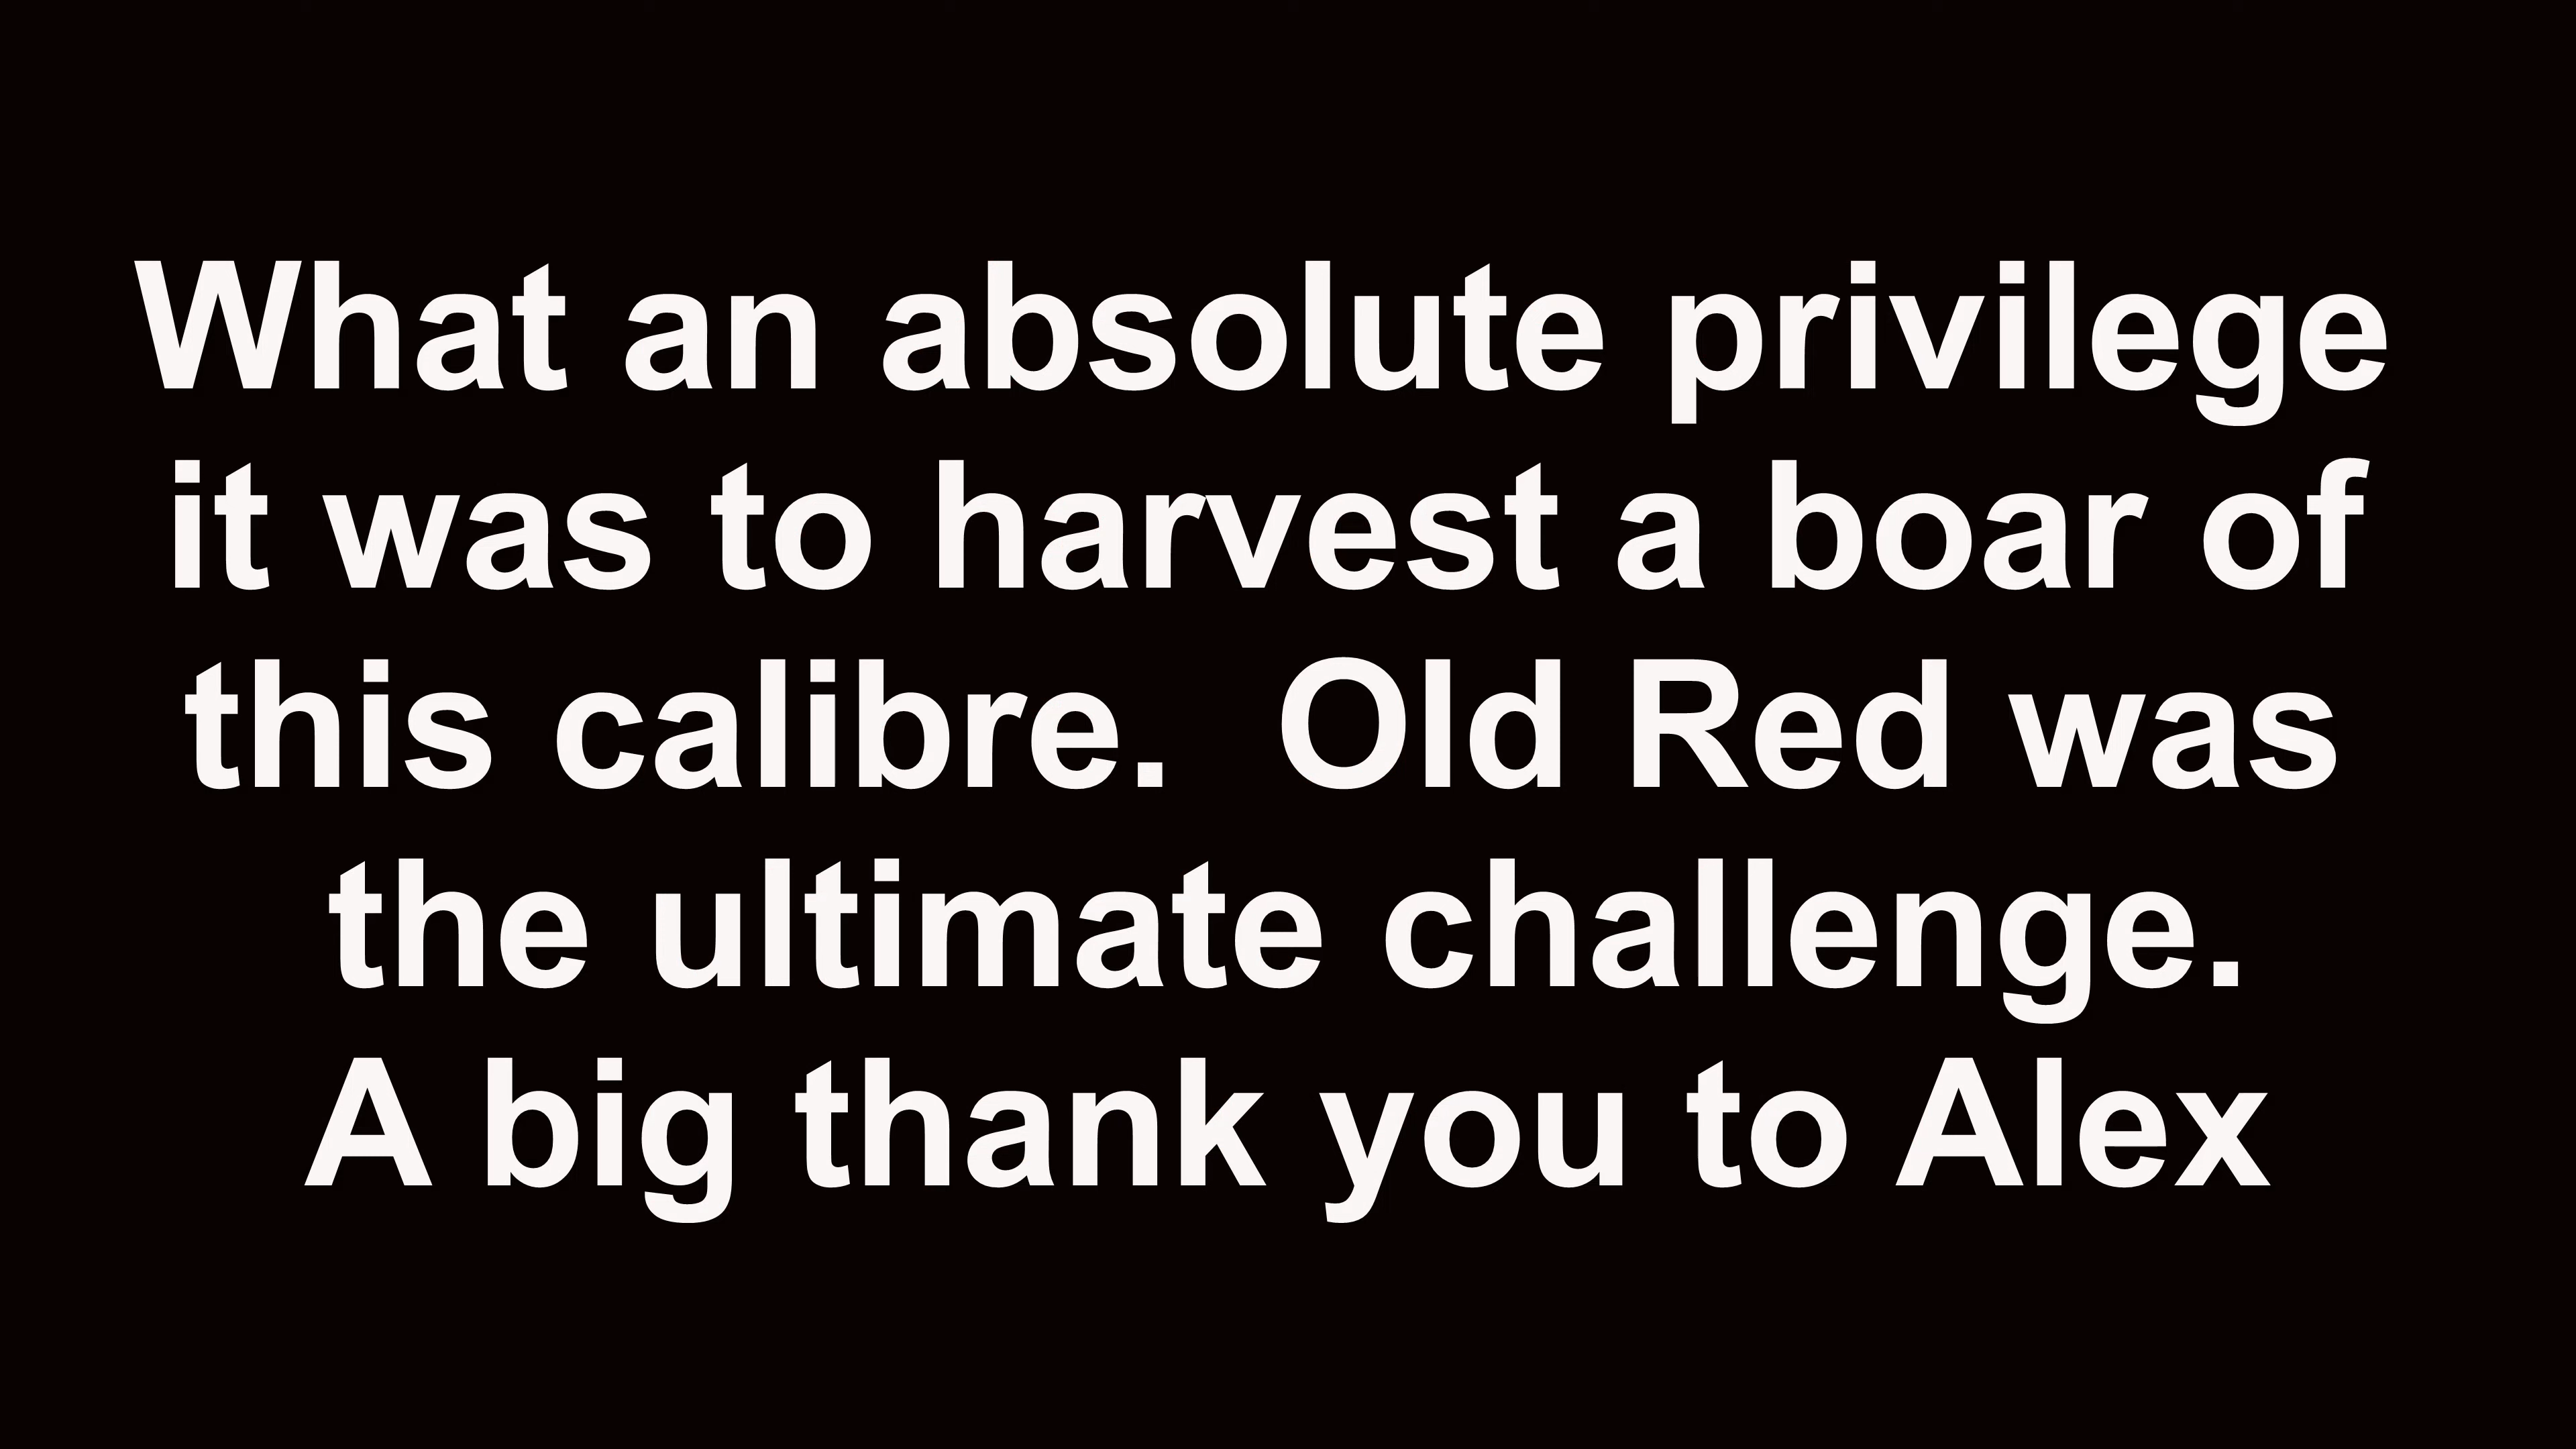 What an absolute privilege
it was to harvest a boar of
this calibre.  Old Red was
the ultimate challenge.
A big thank you to Alex